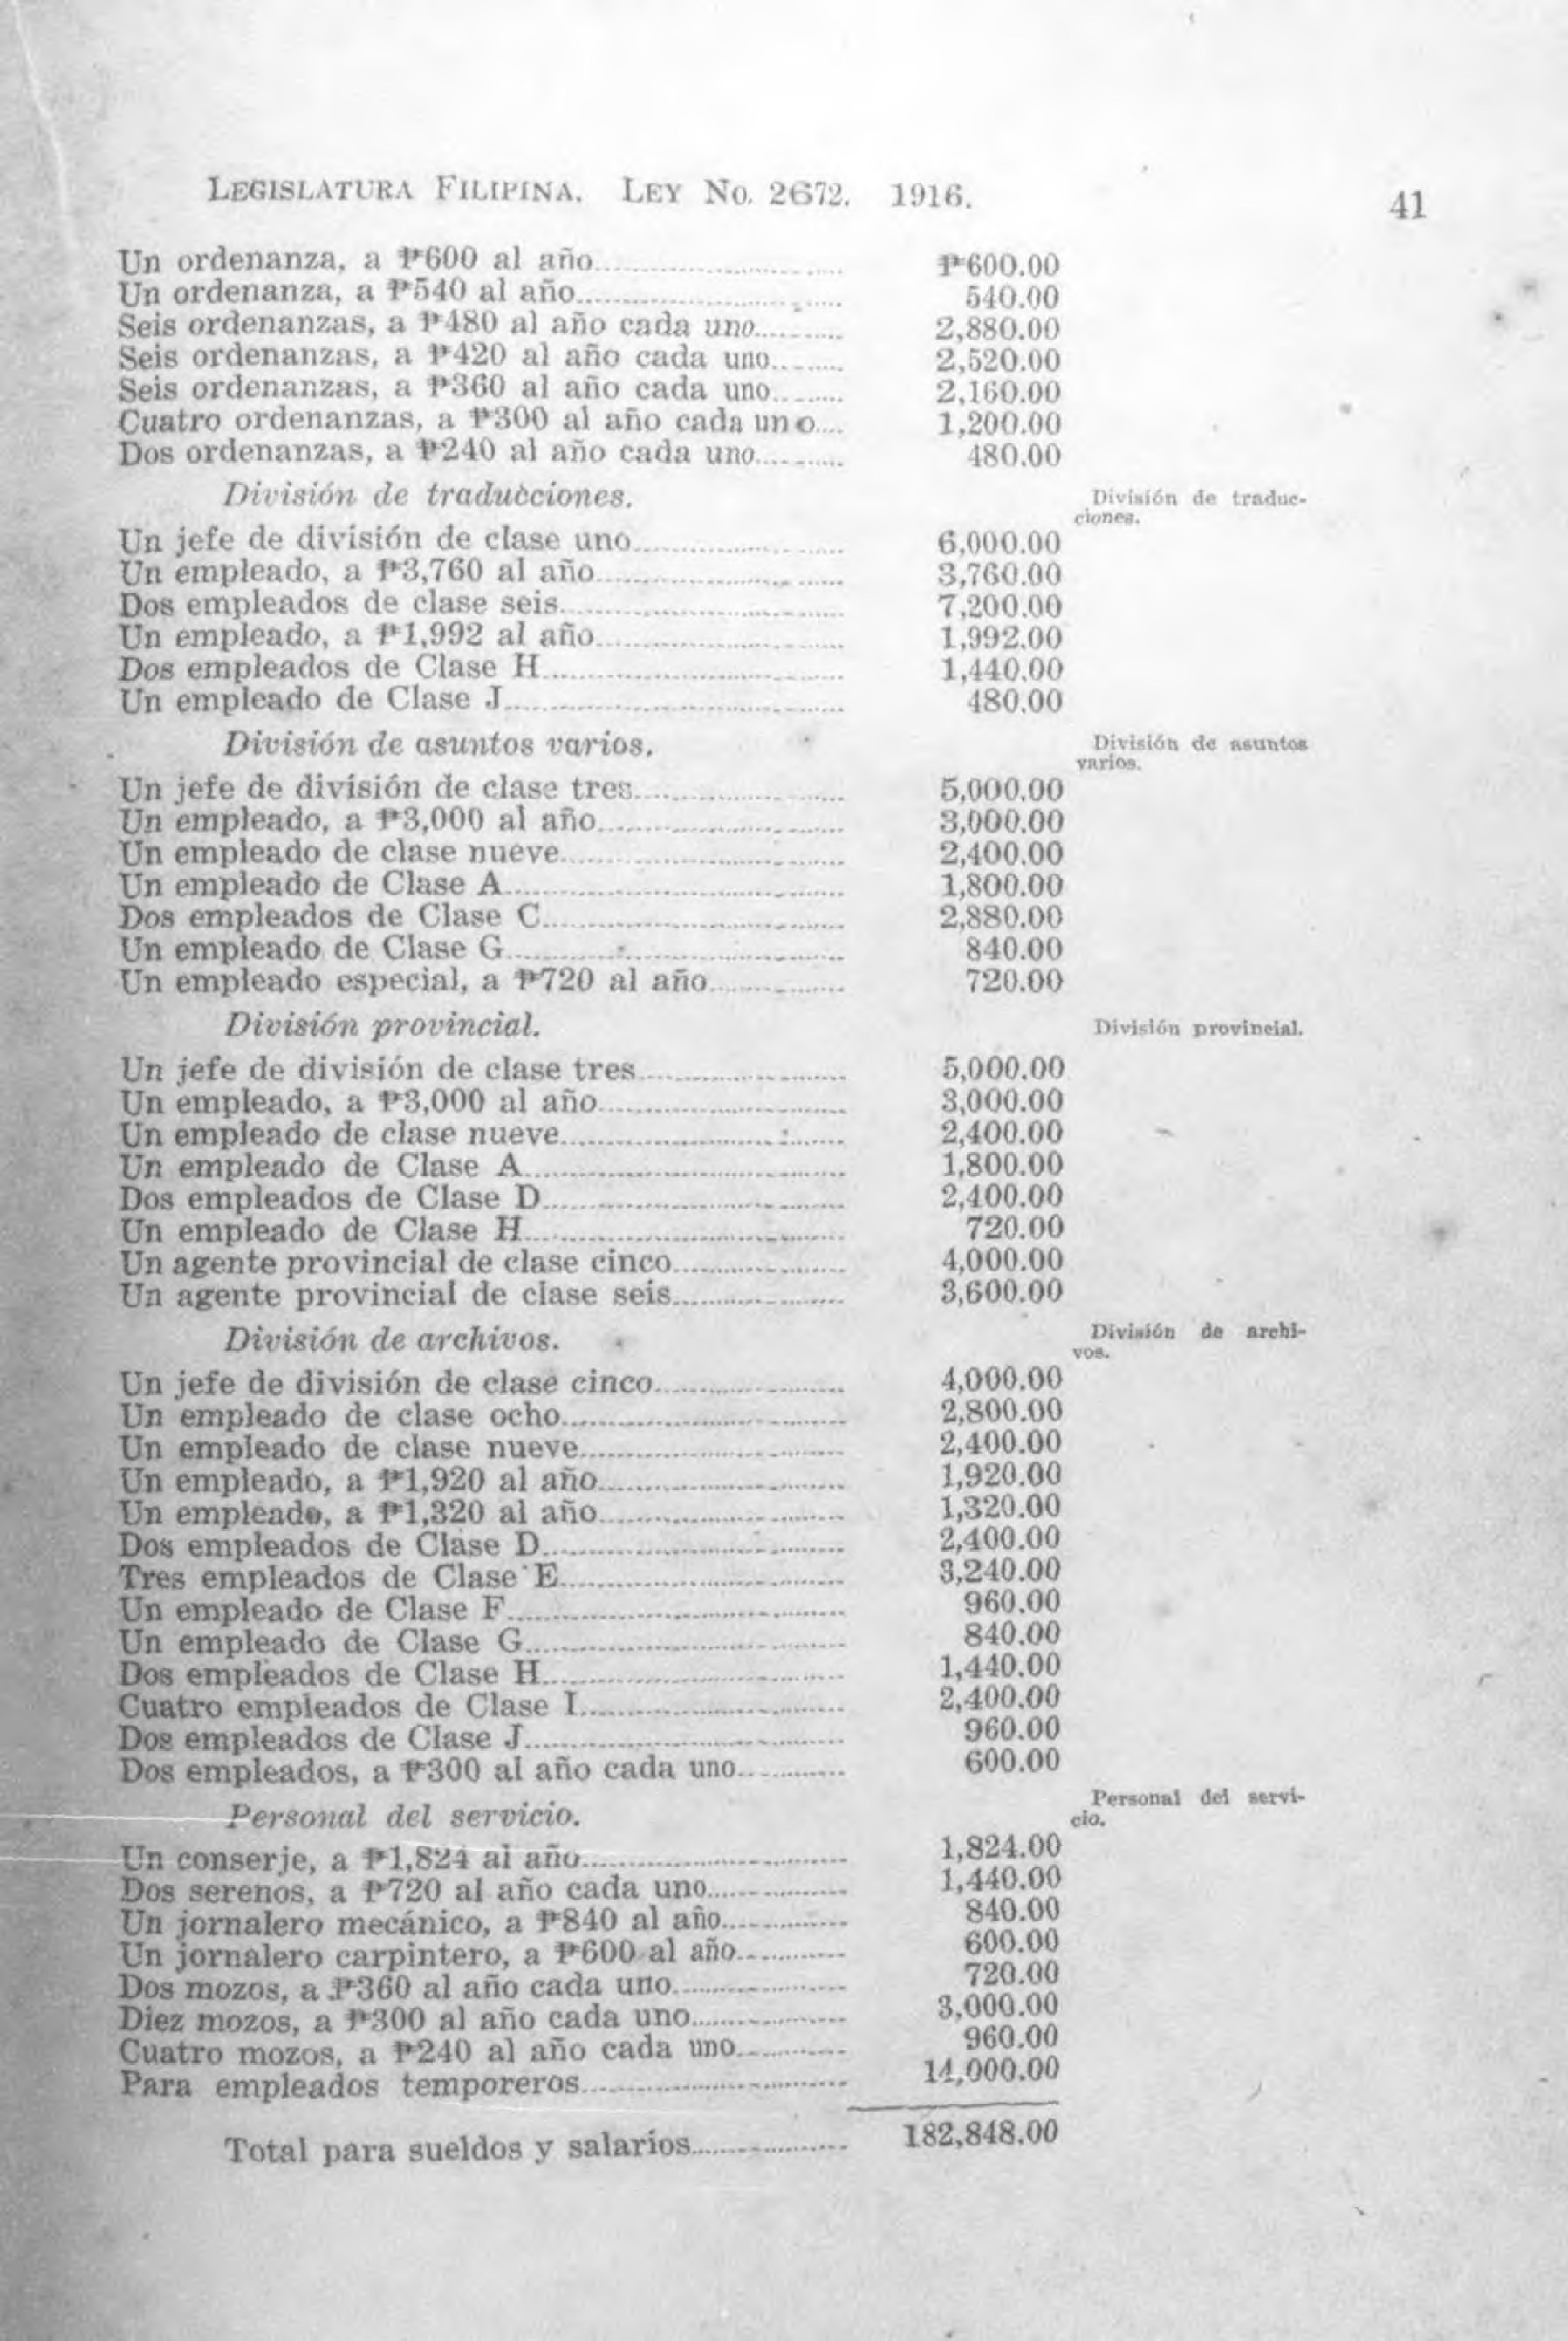 LEGISLATURA FILIPINA. LEY NO. 2672. 1916. 41
Un ordenanza, a ₱600 al año ₱600.00
Un ordenanza, a ₱540 al año 540.00
Seis ordenanzas, a ₱480 al año cada uno 2,880.00
Seis ordenanzas, a ₱420 al año cada uno 2,520.00
Seis ordenanzas, a ₱360 al año cada uno 2,160.00
Cuatro ordenanzas, a ₱300 al año cada uno 1,200.00
Dos ordenanzas, a ₱240 al año cada uno 480.00
División de traducciones. División de traduc-
ciones.
Un jefe de división de clase uno 6,000.00
Un empleado, a ₱3,760 al año 3,760.00
Dos empleados de clase seis 7,200.00
Un empleado, a ₱1,992 al año 1,992.00
Dos empleados de Clase H 1,440.00
Un empleado de Clase J 480.00
División de asuntos varios. División de asuntos
varios.
Un jefe de división de clase tres 5,000.00
Un empleado, a ₱3,000 al año 3,000.00
Un empleado de clase nueve 2,400.00
Un empleado de Clase A 1,800.00
Dos empleados de Clase C 2,880.00
Un empleado de Clase G 840.00
Un empleado especial, a ₱720 al año 720.00
División provincial. División provincial.
Un jefe de división de clase tres 5,000.00
Un empleado, a ₱3,000 al año 3,000.00
Un empleado de clase nueve 2,400.00
Un empleado de Clase A 1,800.00
Dos empleados de Clase D 2,400.00
Un empleado de Clase H 720.00
Un agente provincial de clase cinco 4,000.00
Un agente provincial de clase seis 3,600.00
División de archivos. División de archi-
vos.
Un jefe de división de clase cinco 4,000.00
Un empleado de clase ocho 2,800.00
Un empleado de clase nueve 2,400.00
Un empleado, a ₱1,920 al año 1,920.00
Un empleado, a ₱1,320 al año 1,320.00
Dos empleados de Clase D 2,400.00
Tres empleados de Clase E 3,240.00
Un empleado de Clase F 960.00
Un empleado de Clase G 840.00
Dos empleados de Clase H 1,440.00
Cuatro empleados de Clase I 2,400.00
Dos empleados de Clase J 960.00
Dos empleados, a ₱300 al año cada uno 600.00
Personal del servicio. Personal del servi-
cio.
Un conserje, a ₱1,824 al año 1,824.00
Dos serenos, a ₱720 al año cada uno 1,440.00
Un jornalero mecánico, a ₱840 al año 840.00
Un jornalero carpintero, a ₱600 al año 600.00
Dos mozos, a ₱360 al año cada uno 720.00
Diez mozos, a ₱300 al año cada uno 3,000.00
Cuatro mozos, a ₱240 al año cada uno 960.00
Para empleados temporeros 14,000.00
Total para sueldos y salarios 182,848.00